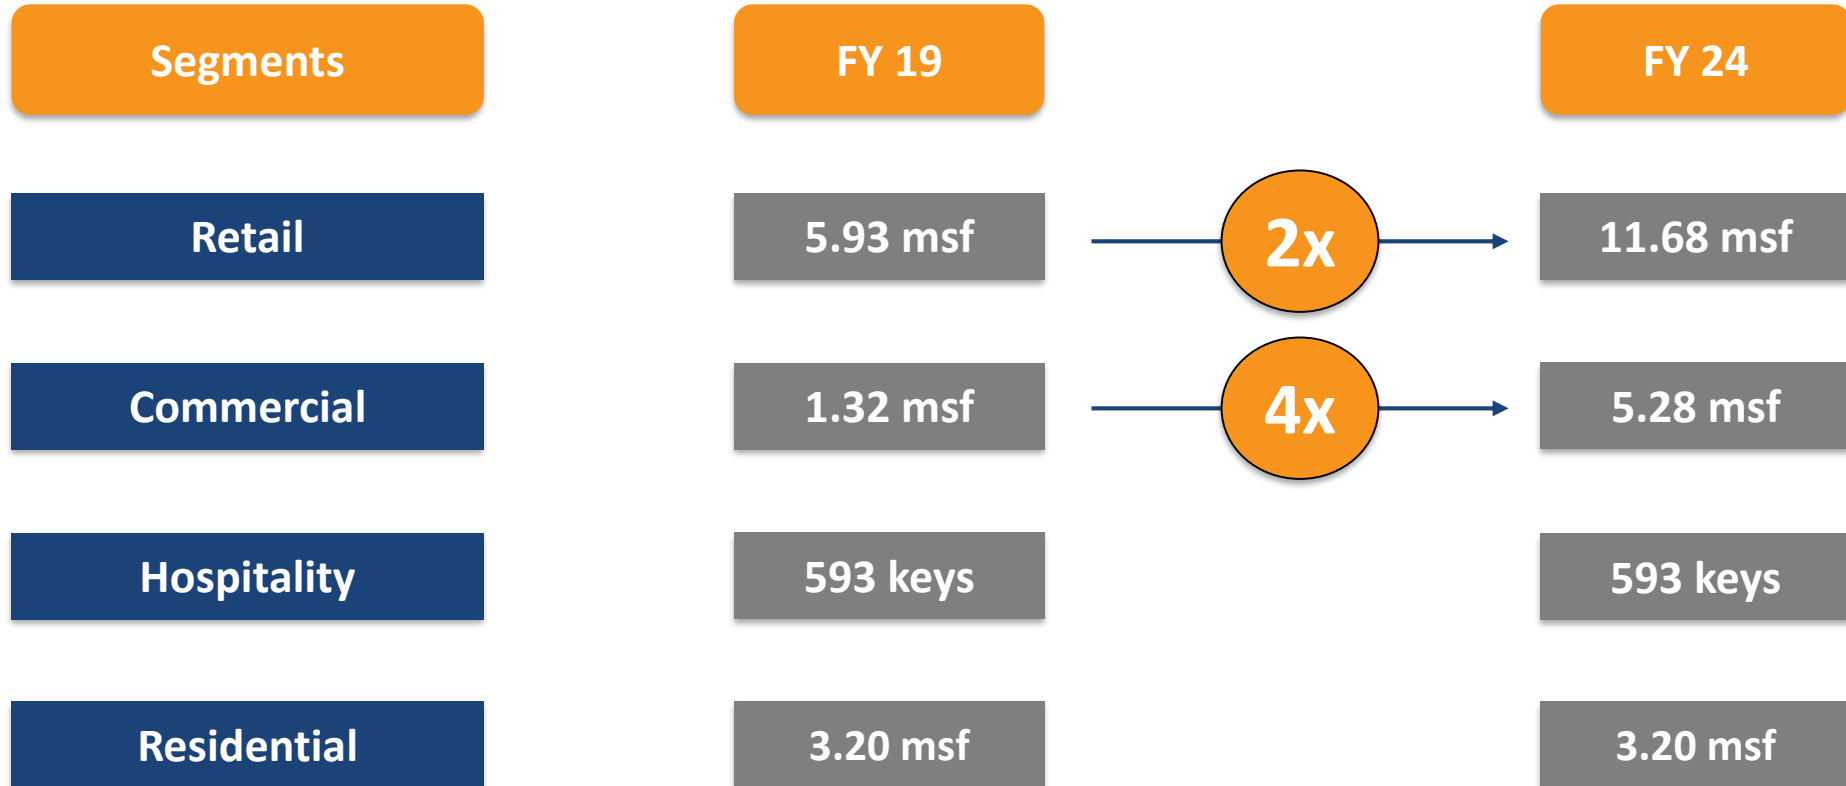 Segments
FY 19
FY 24
Retail
5.93 msf
2x
11.68 msf
Commercial
1.32 msf
4x
5.28 msf
Hospitality
593 keys
593 keys
Residential
3.20 msf
3.20 msf